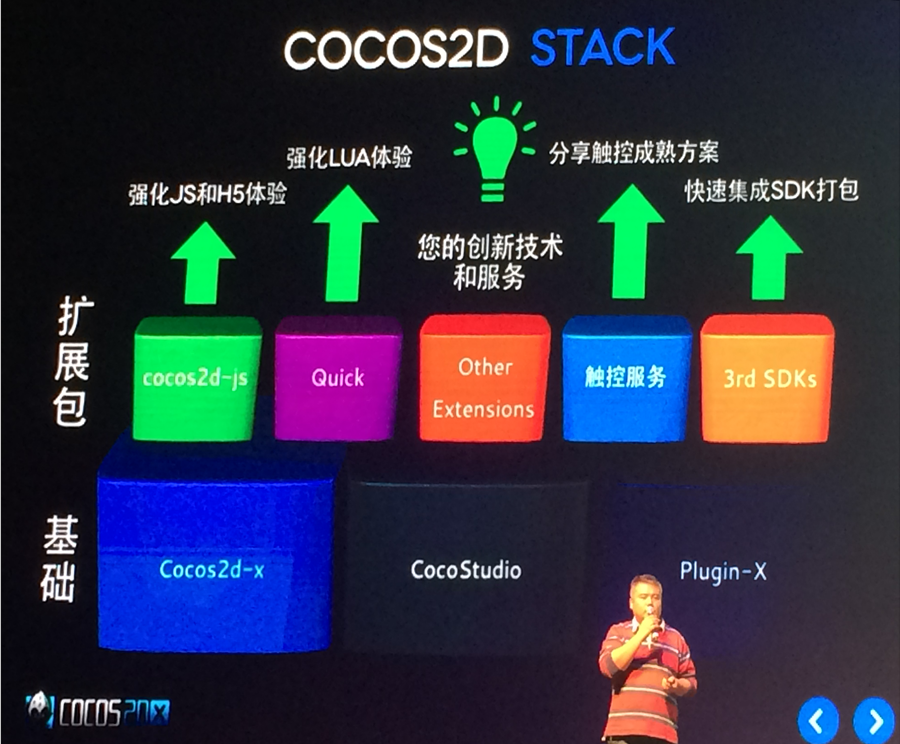 COCOS2D STACK
强化JS和H5体验
强化LUA体验
您的创新技术
和服务
分享触控成熟方案
快速集成SDK打包
扩展包
cocos2d-js
Quick
Other
Extensions
触控服务
3rd SDKs
基础
Cocos2d-x
CocoStudio
Plugin-X
COCOS2DX